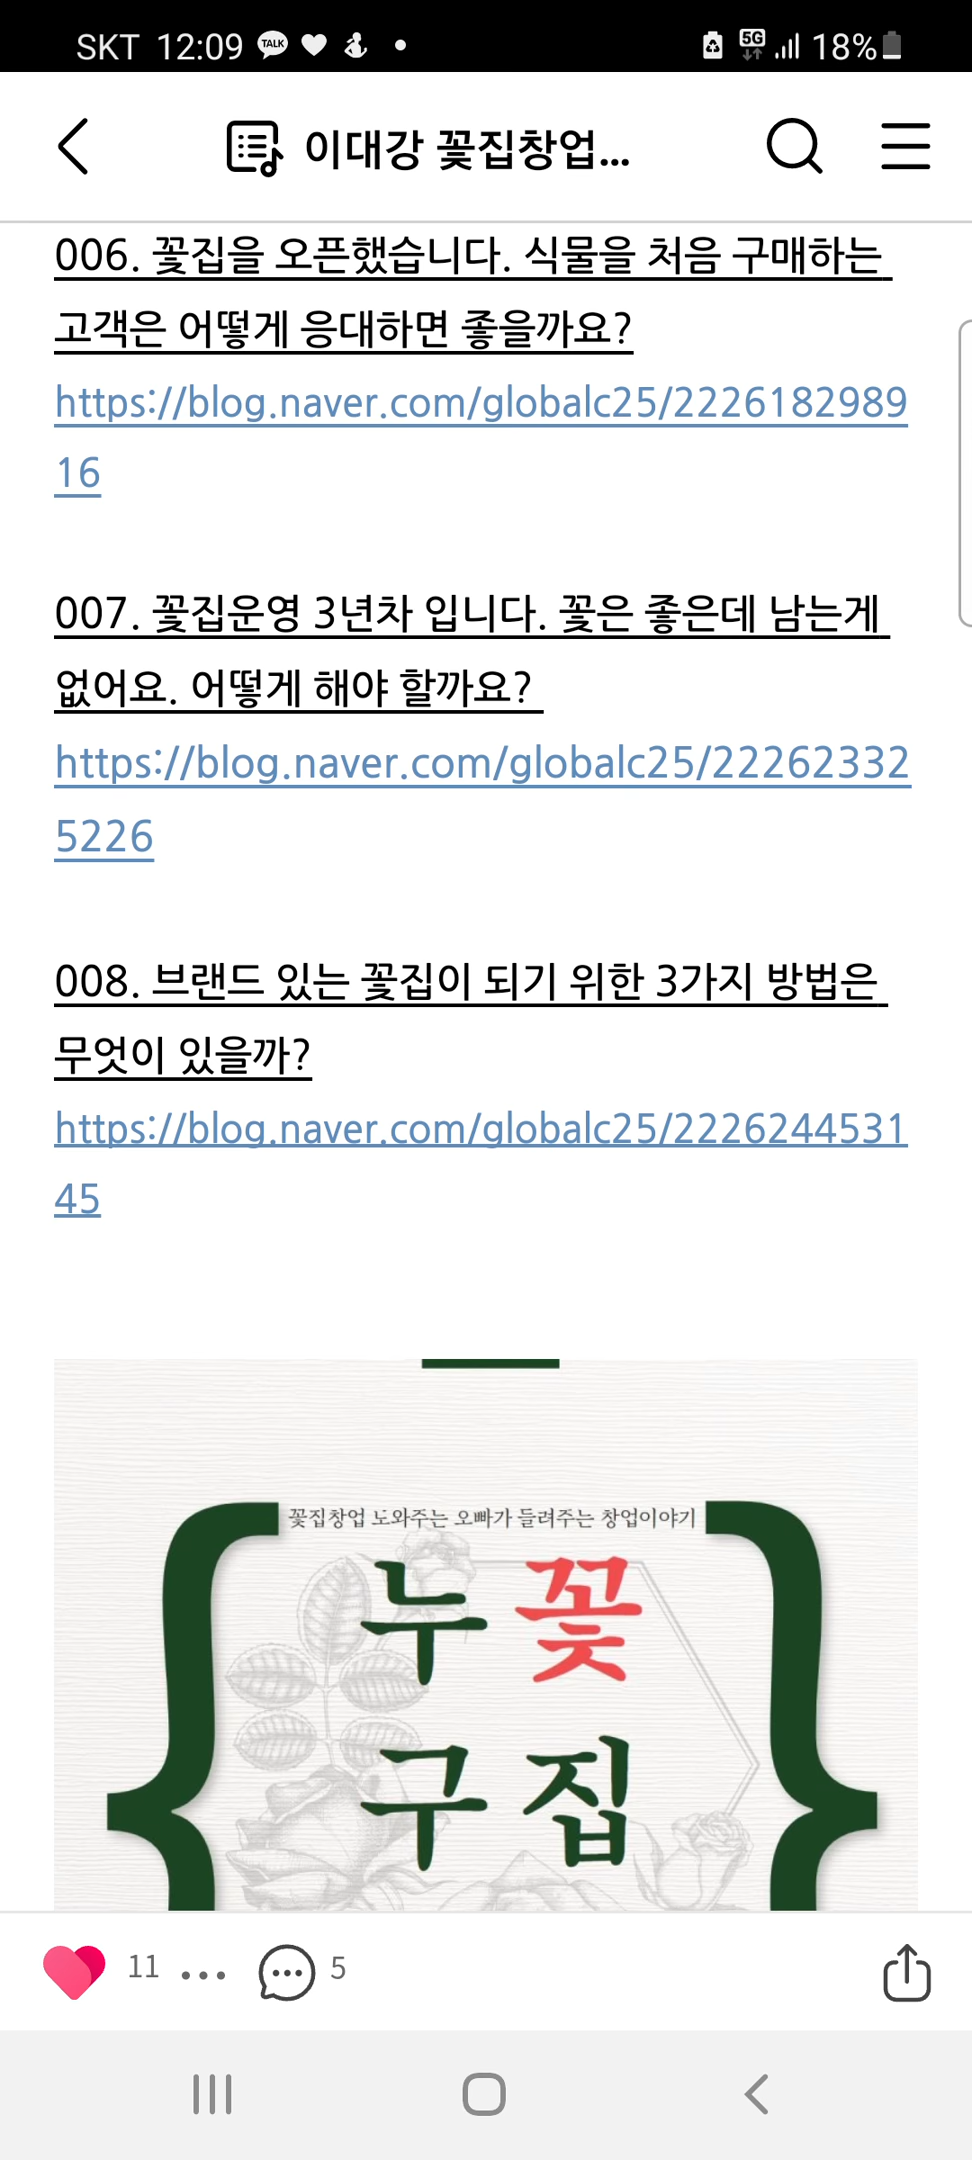 SKT 12:09 TALK 5G 18%
이대강 꽃집창업...
006. 꽃집을 오픈했습니다. 식물을 처음 구매하는
고객은 어떻게 응대하면 좋을까요?
https://blog.naver.com/globalc25/2226182989
16
007. 꽃집운영 3년차 입니다. 꽃은 좋은데 남는게
없어요. 어떻게 해야 할까요?
https://blog.naver.com/globalc25/22262332
5226
008. 브랜드 있는 꽃집이 되기 위한 3가지 방법은
무엇이 있을까?
https://blog.naver.com/globalc25/2226244531
45
꽃집창업 도와주는 오빠가 들려주는 창업이야기
누 꽃
구 집
11 ... 5